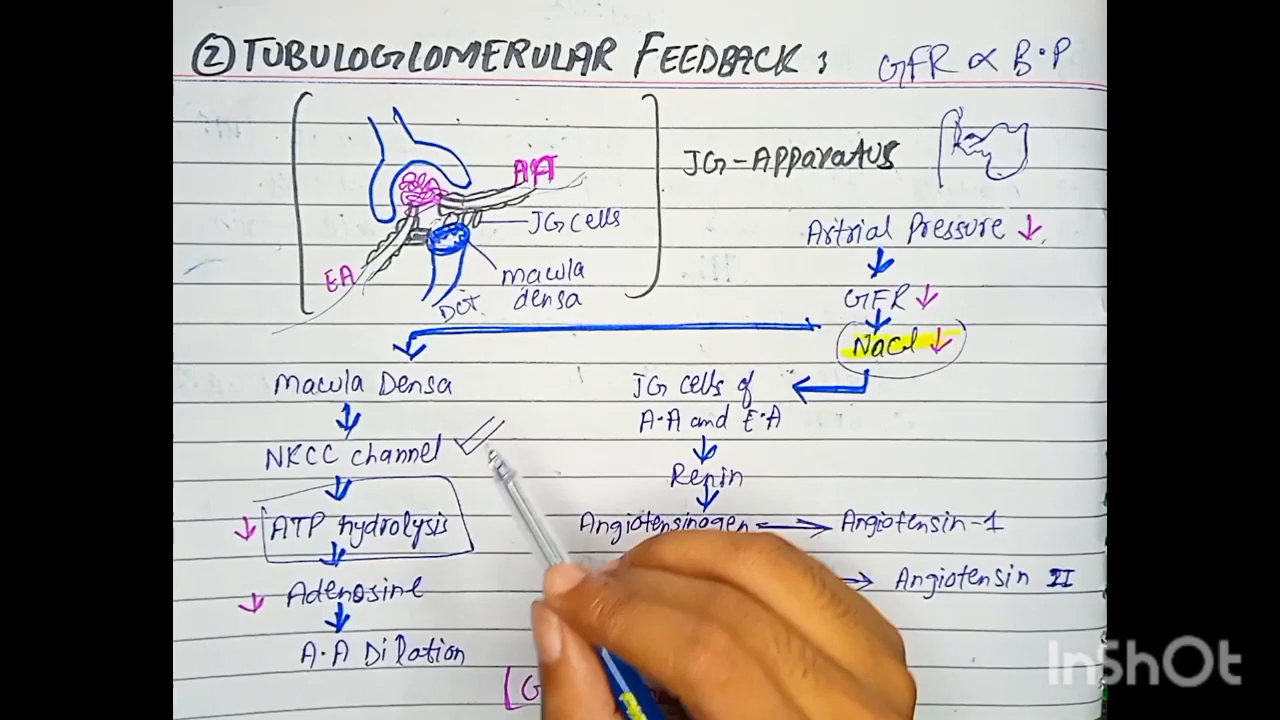 ② TUBULOGLOMERULAR FEEDBACK : GFR ∝ B.P
AA
JG-Apparatus
JG cells
EA
macula
densa
DCT
Artrial Pressure ↓
GFR ↓
NaCl ↓
Macula Densa
NKCC channel
↓ ATP hydrolysis
↓ Adenosine
A.A Dilation
JG cells of
A.A and E.A
Renin
Angiotensinogen → Angiotensin-1
→ Angiotensin II
[G
InShOt